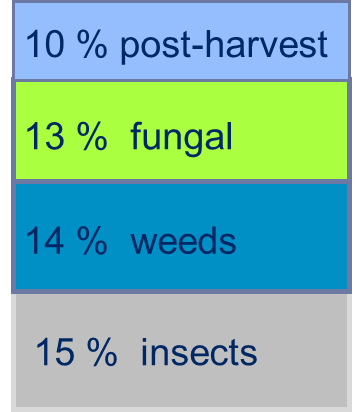 10 % post-harvest
13 % fungal
14 % weeds
15 % insects